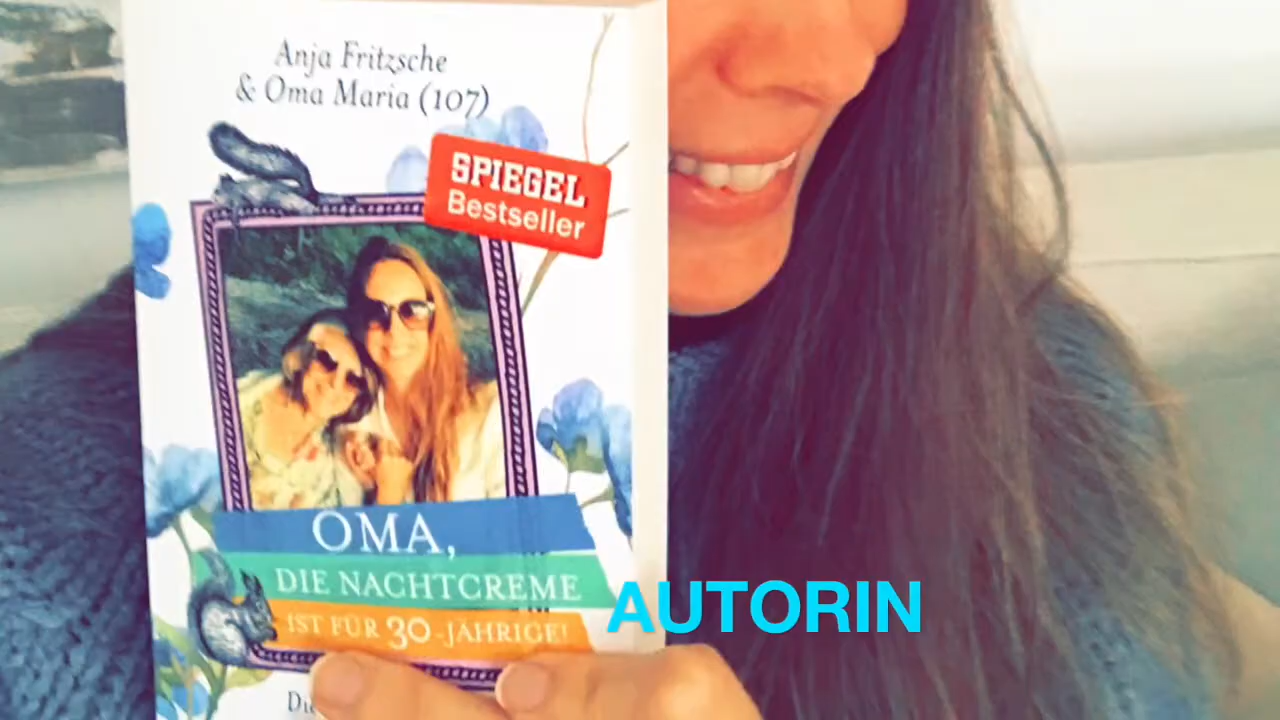 Anja Fritzsche
& Oma Maria (107)
SPIEGEL
Bestseller
OMA,
DIE NACHTCREME
IST FÜR 30-JÄHRIGE!
AUTORIN